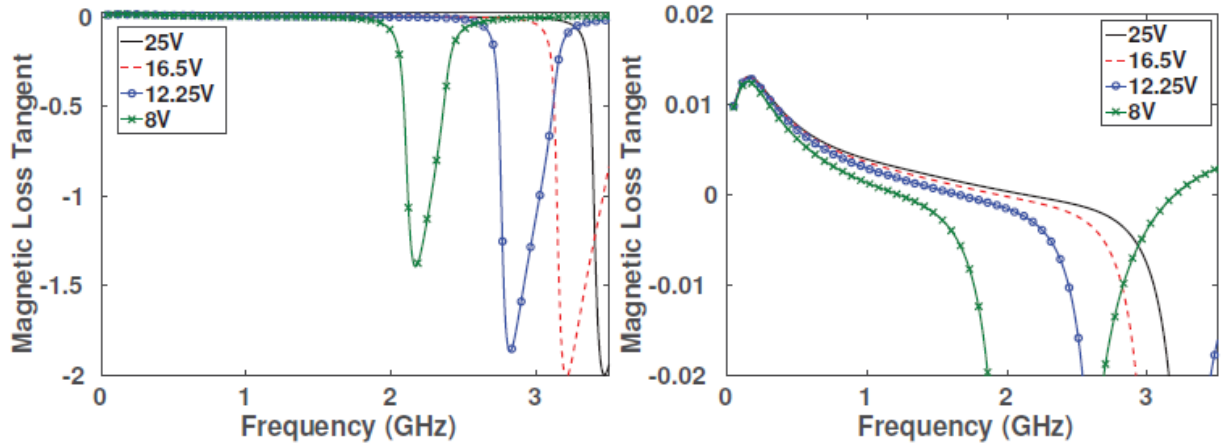 0
-0.5
-1
-1.5
-2
0
1
2
3
Magnetic Loss Tangent
Frequency (GHz)
25V
16.5V
12.25V
8V
0.02
0.01
0
-0.01
-0.02
0
1
2
3
Magnetic Loss Tangent
Frequency (GHz)
25V
16.5V
12.25V
8V